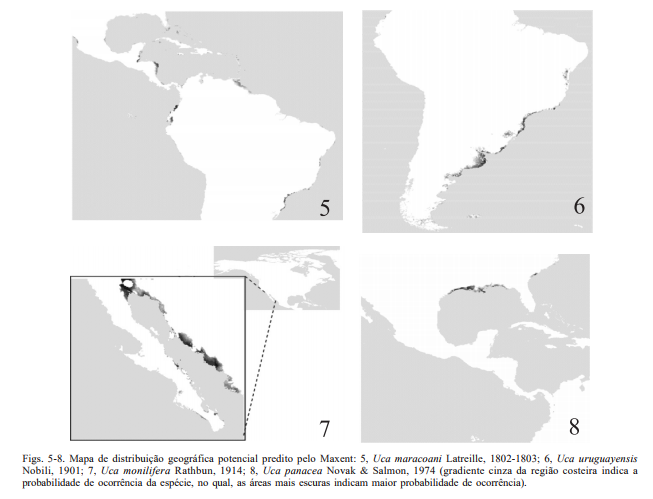 5
6
7
8
Figs. 5-8. Mapa de distribuição geográfica potencial predito pelo Maxent: 5, Uca maracoani Latreille, 1802-1803; 6, Uca uruguayensis
Nobili, 1901; 7, Uca monilifera Rathbun, 1914; 8, Uca panacea Novak & Salmon, 1974 (gradiente cinza da região costeira indica a
probabilidade de ocorrência da espécie, no qual, as áreas mais escuras indicam maior probabilidade de ocorrência).